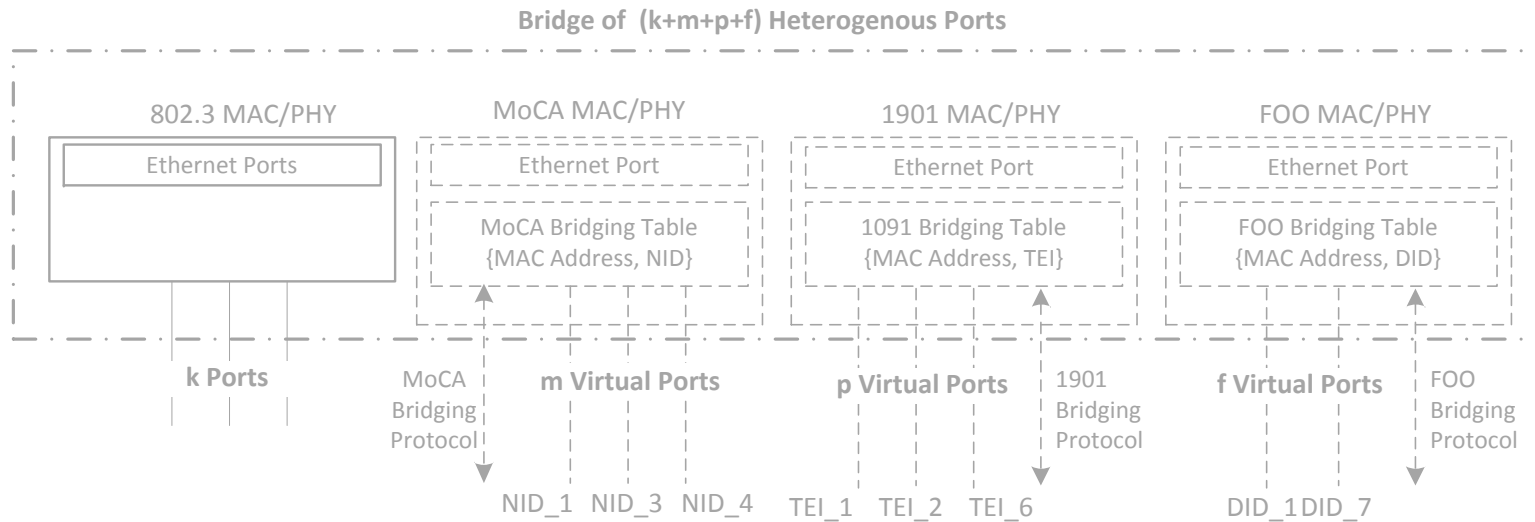 Bridge of (k+m+p+f) Heterogenous Ports
802.3 MAC/PHY
Ethernet Ports
k Ports
MoCA MAC/PHY
Ethernet Port
MoCA Bridging Table
{MAC Address, NID}
MoCA
Bridging
Protocol
m Virtual Ports
NID_1 NID_3 NID_4
1901 MAC/PHY
Ethernet Port
1091 Bridging Table
{MAC Address, TEI}
p Virtual Ports
1901
Bridging
Protocol
TEI_1 TEI_2 TEI_6
FOO MAC/PHY
Ethernet Port
FOO Bridging Table
{MAC Address, DID}
f Virtual Ports
FOO
Bridging
Protocol
DID_1 DID_7